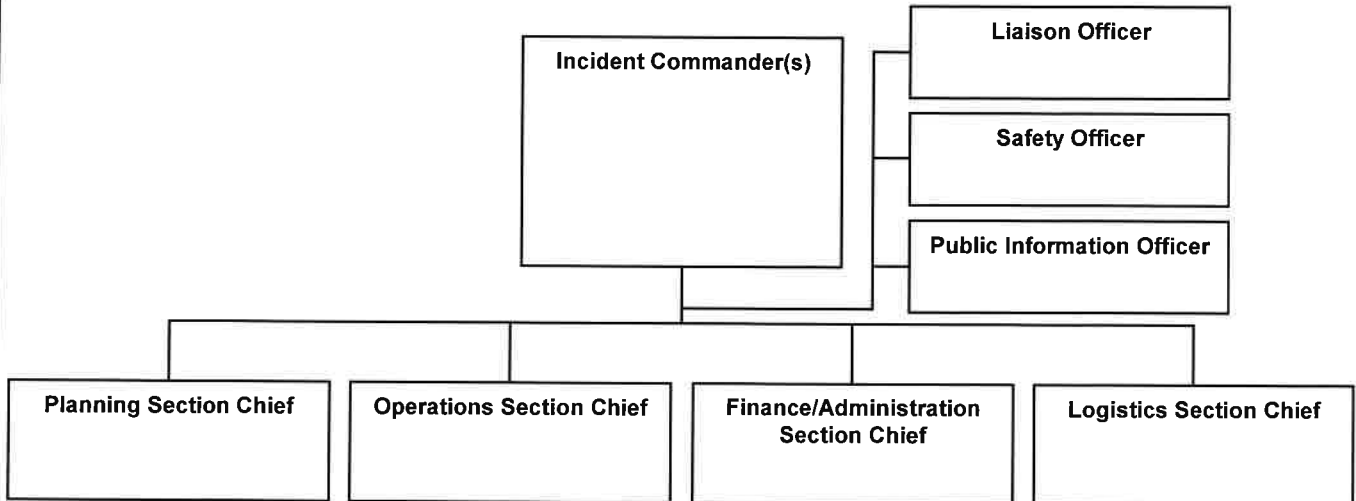 Incident Commander(s)
Liaison Officer
Safety Officer
Public Information Officer
Planning Section Chief
Operations Section Chief
Finance/Administration
Section Chief
Logistics Section Chief